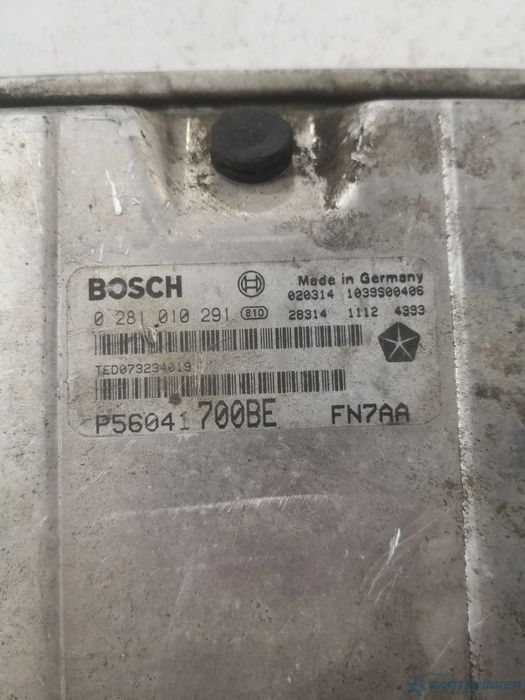 BOSCH
Made in Germany
020314 1039S00406
0 281 010 291 810 28314 1112 4393
TED073234019
P56041700BE FN7AA